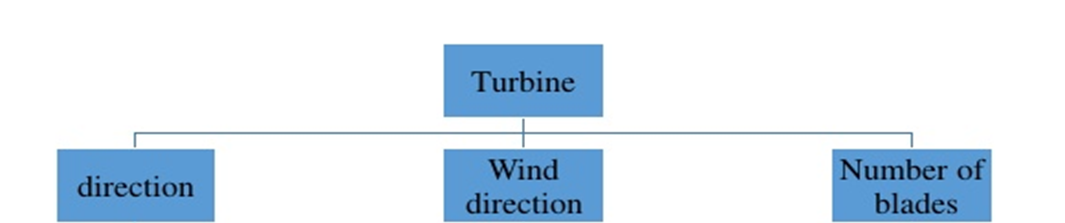 Turbine
direction
Wind
direction
Number of
blades